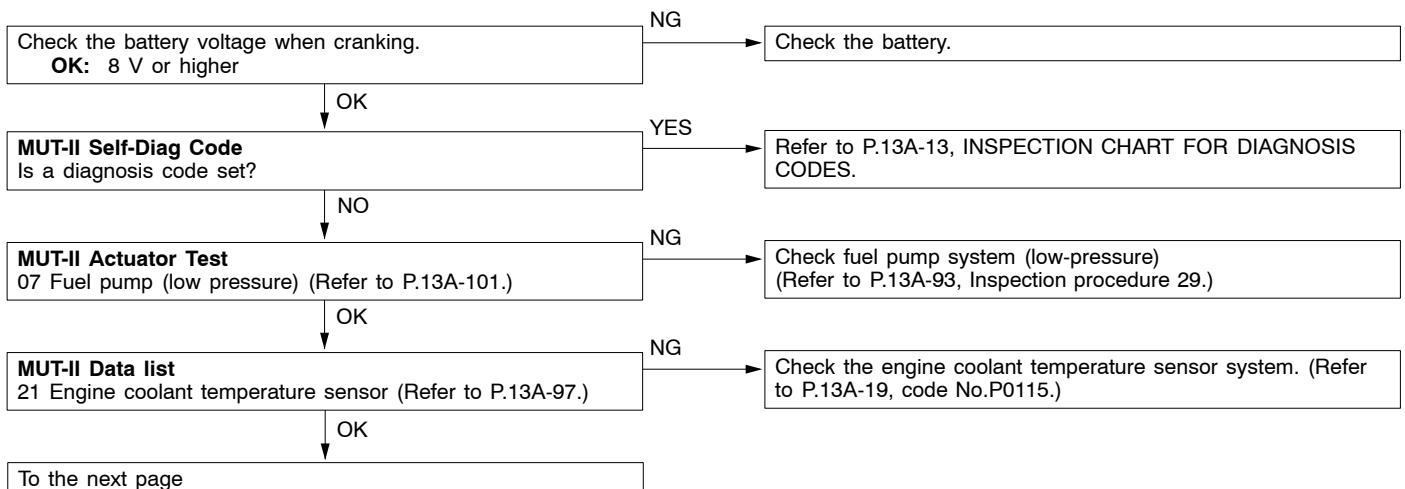 Check the battery voltage when cranking.
OK: 8 V or higher
NG
Check the battery.
OK
MUT-II Self-Diag Code
Is a diagnosis code set?
YES
Refer to P.13A-13, INSPECTION CHART FOR DIAGNOSIS
CODES.
NO
MUT-II Actuator Test
07 Fuel pump (low pressure) (Refer to P.13A-101.)
NG
Check fuel pump system (low-pressure)
(Refer to P.13A-93, Inspection procedure 29.)
OK
MUT-II Data list
21 Engine coolant temperature sensor (Refer to P.13A-97.)
NG
Check the engine coolant temperature sensor system. (Refer
to P.13A-19, code No.P0115.)
OK
To the next page